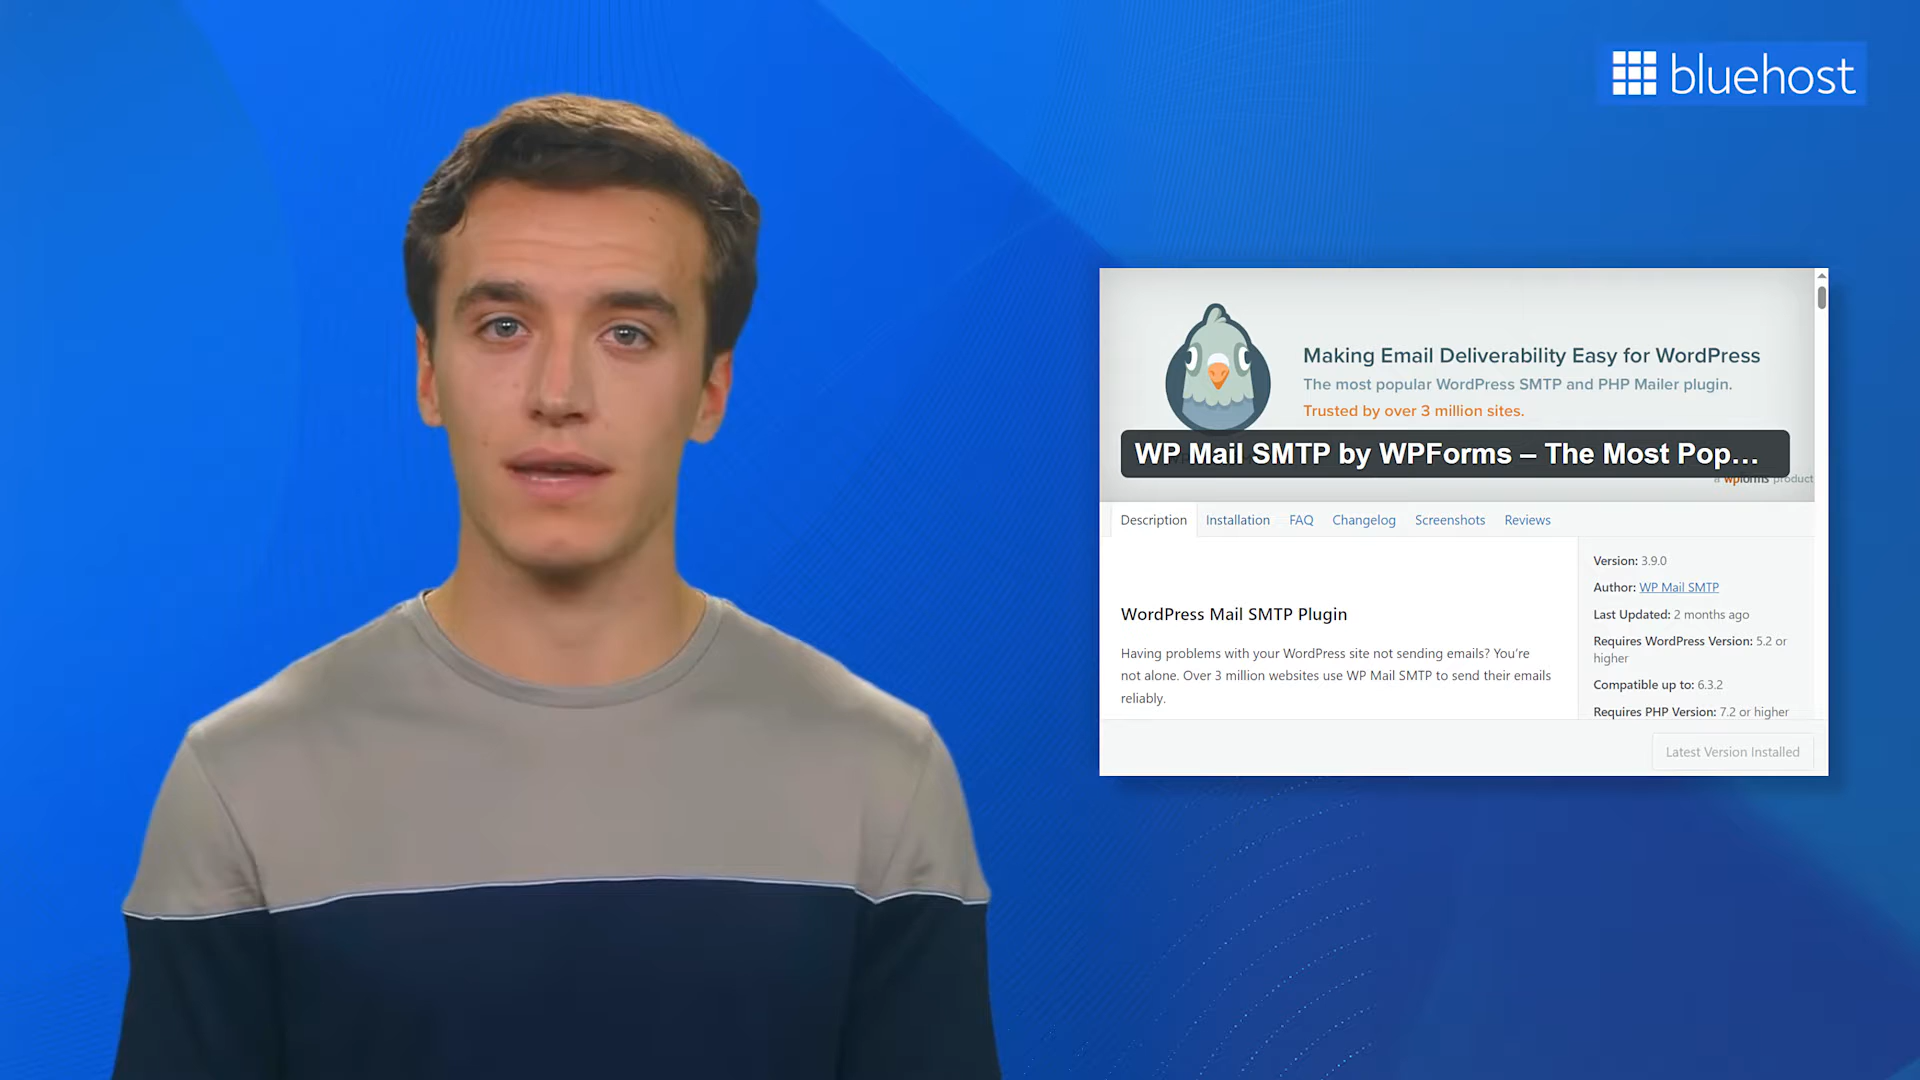 bluehost
Making Email Deliverability Easy for WordPress
The most popular WordPress SMTP and PHP Mailer plugin.
Trusted by over 3 million sites.
WP Mail SMTP by WPForms – The Most Pop...
a wpforms product
Description Installation FAQ Changelog Screenshots Reviews
WordPress Mail SMTP Plugin
Having problems with your WordPress site not sending emails? You're
not alone. Over 3 million websites use WP Mail SMTP to send their emails
reliably.
Version: 3.9.0
Author: WP Mail SMTP
Last Updated: 2 months ago
Requires WordPress Version: 5.2 or
higher
Compatible up to: 6.3.2
Requires PHP Version: 7.2 or higher
Latest Version Installed